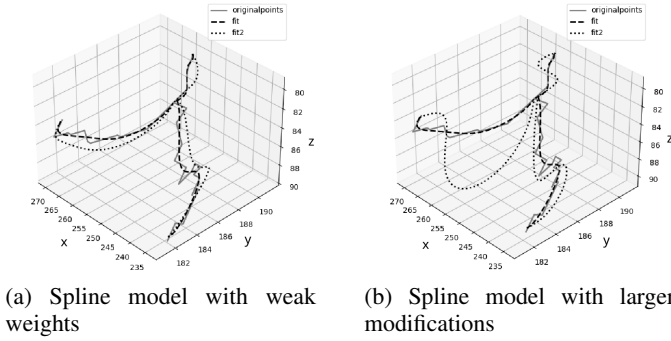 originalpoints
fit
fit2
80
82
84
86
88
90
z
270
265
260
255
250
245
240
235
x
182
184
186
188
190
y
originalpoints
fit
fit2
80
82
84
86
88
90
z
270
265
260
255
250
245
240
235
x
182
184
186
188
190
y
(a) Spline model with weak
weights
(b) Spline model with larger
modifications